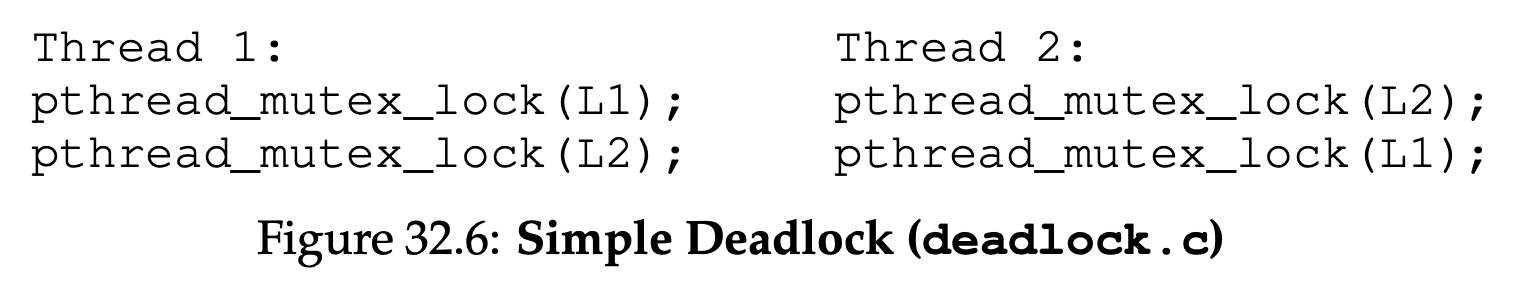 Thread 1:
pthread_mutex_lock(L1);
pthread_mutex_lock(L2);
Thread 2:
pthread_mutex_lock(L2);
pthread_mutex_lock(L1);
Figure 32.6: Simple Deadlock (deadlock.c)